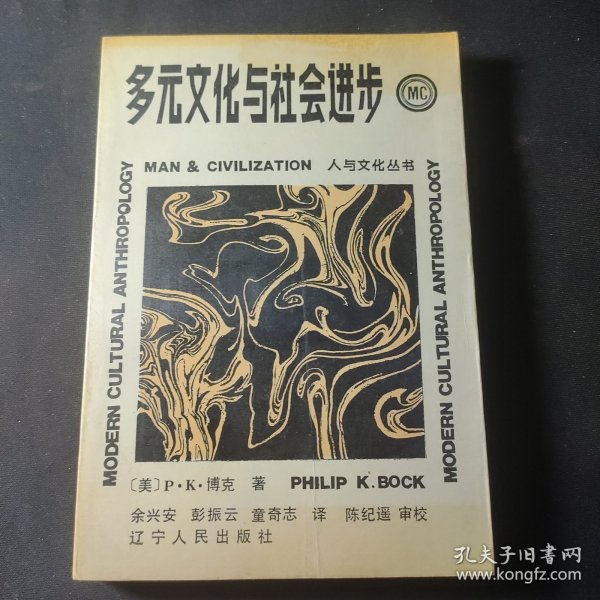 多元文化与社会进步 MC
MAN & CIVILIZATION 人与文化丛书
MODERN CULTURAL ANTHROPOLOGY
MODERN CULTURAL ANTHROPOLOGY
〔美〕P·K·博克 著 PHILIP K.BOCK
余兴安 彭振云 童奇志 译 陈纪遥 审校
辽宁人民出版社
孔夫子旧書网
www.kongfz.com